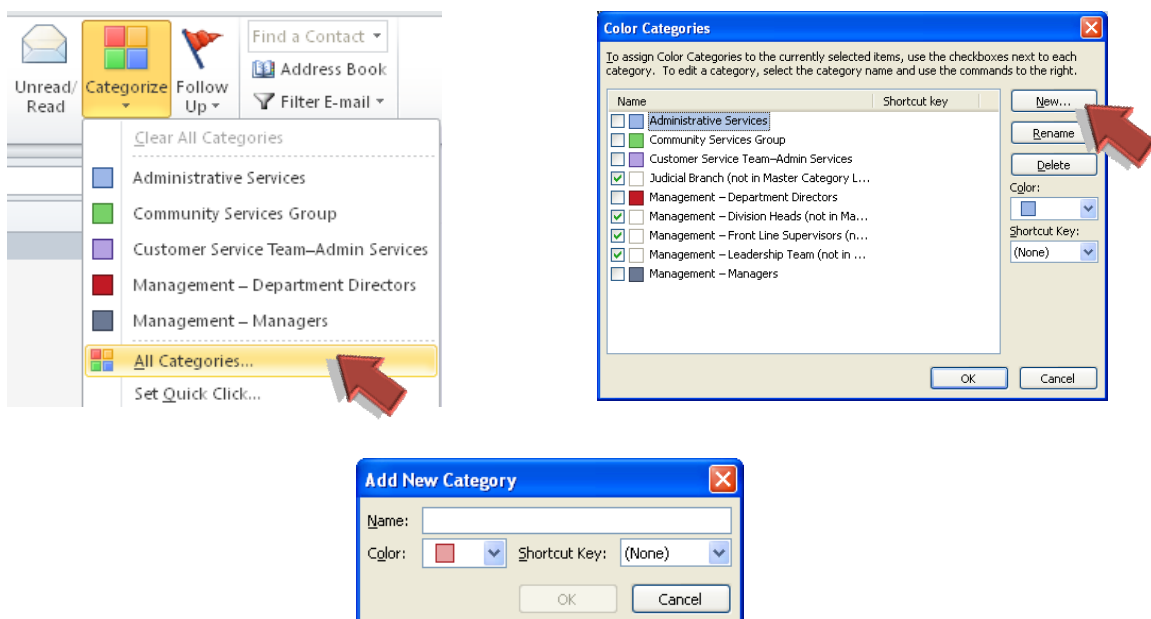 Unread/
Read
Categorize
Follow
Up
Find a Contact
Address Book
Filter E-mail
Clear All Categories
Administrative Services
Community Services Group
Customer Service Team–Admin Services
Management – Department Directors
Management – Managers
All Categories...
Set Quick Click...
Color Categories
To assign Color Categories to the currently selected items, use the checkboxes next to each
category. To edit a category, select the category name and use the commands to the right.
Name
Shortcut key
Administrative Services
Community Services Group
Customer Service Team–Admin Services
Judicial Branch (not in Master Category L...
Management – Department Directors
Management – Division Heads (not in Ma...
Management – Front Line Supervisors (n...
Management – Leadership Team (not in ...
Management – Managers
New...
Rename
Delete
Color:
Shortcut Key:
(None)
OK
Cancel
Add New Category
Name:
Color:
Shortcut Key:
(None)
OK
Cancel